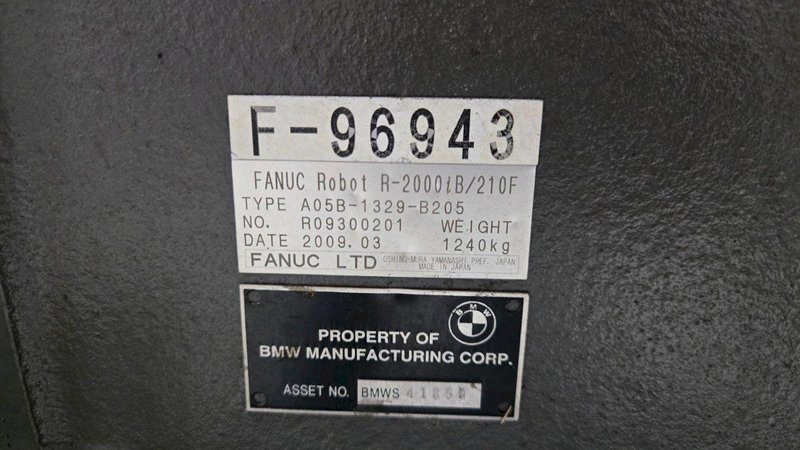 F-96943
FANUC Robot R-2000iB/210F
TYPE A05B-1329-B205
NO. R09300201 WEIGHT
DATE 2009.03 1240kg
FANUC LTD OSHINO-MURA YAMANASHI PREF. JAPAN
MADE IN JAPAN
BMW
PROPERTY OF
BMW MANUFACTURING CORP.
ASSET NO. BMWS